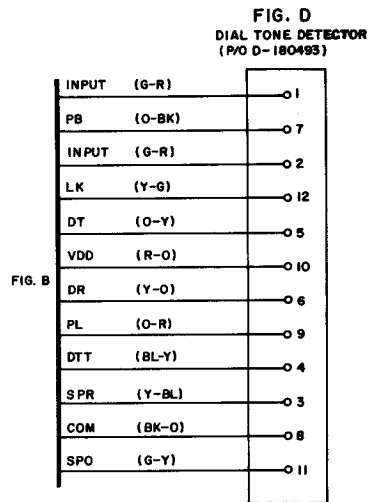 FIG. D
DIAL TONE DETECTOR
(P/O D-180493)
INPUT (G-R) 1
PB (O-BK) 7
INPUT (G-R) 2
LK (Y-G) 12
DT (O-Y) 5
VDD (R-O) 10
FIG. B
DR (Y-O) 6
PL (O-R) 9
DTT (BL-Y) 4
SPR (Y-BL) 3
COM (BK-O) 8
SPO (G-Y) 11